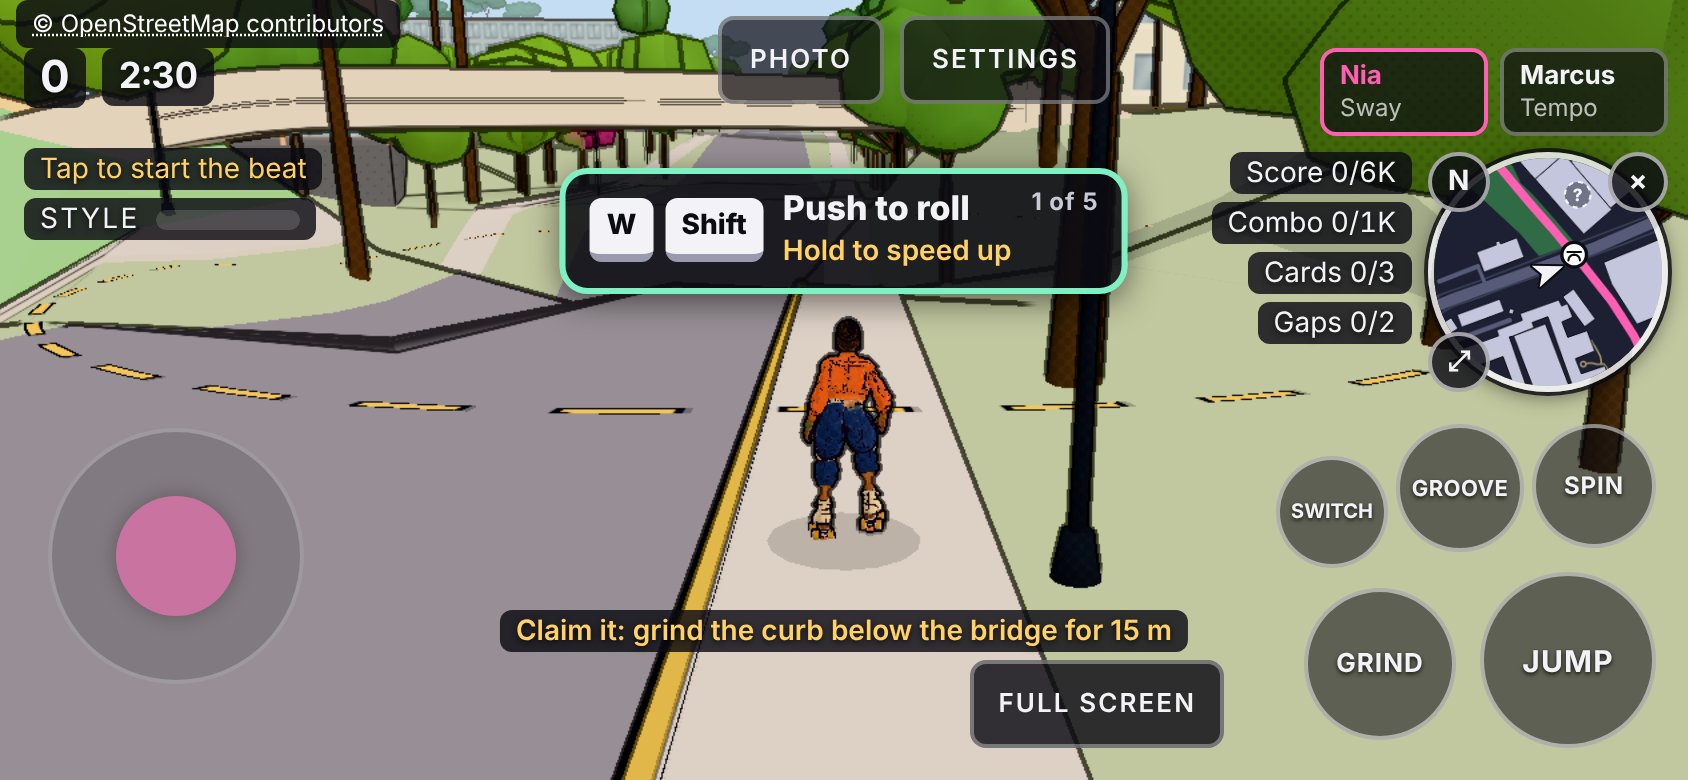 © OpenStreetMap contributors
0
2:30
PHOTO
SETTINGS
Nia
Sway
Marcus
Tempo
Tap to start the beat
STYLE
W
Shift
Push to roll
1 of 5
Hold to speed up
Score 0/6K
Combo 0/1K
Cards 0/3
Gaps 0/2
N
×
?
SWITCH
GROOVE
SPIN
GRIND
JUMP
Claim it: grind the curb below the bridge for 15 m
FULL SCREEN